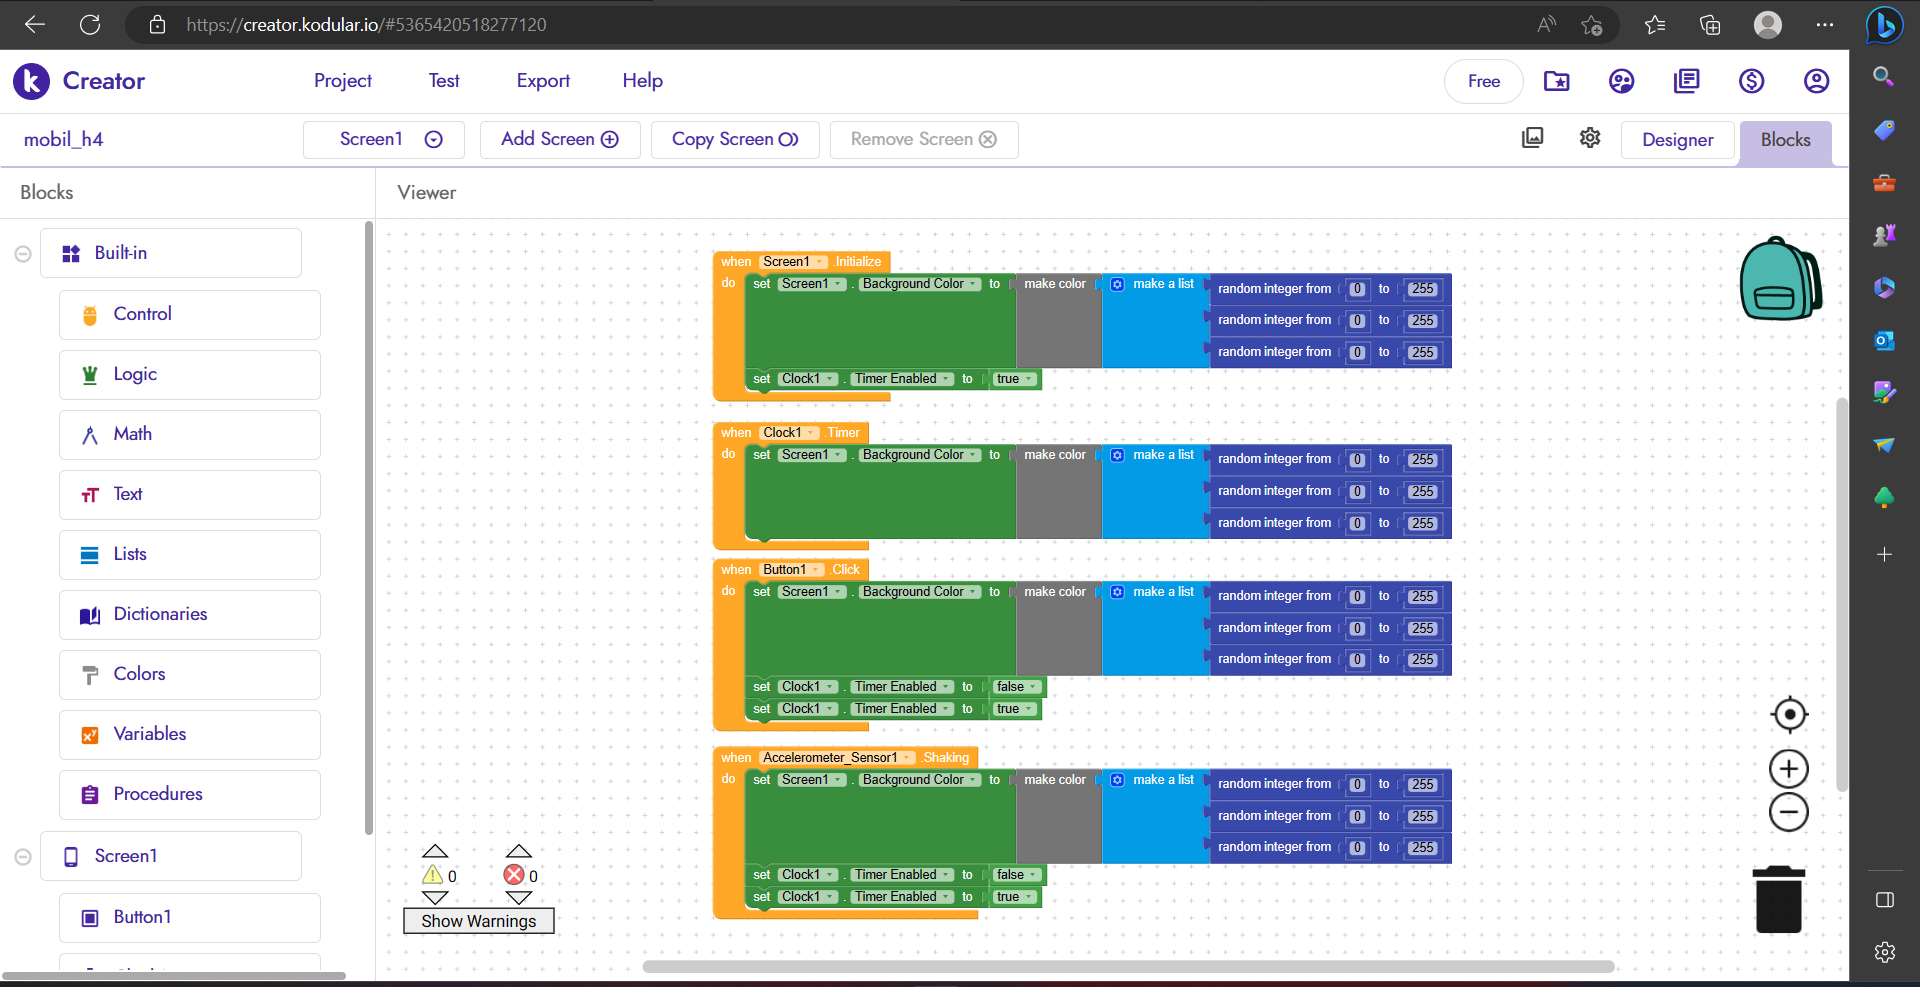 https://creator.kodular.io/#5365420518277120
Creator Project Test Export Help Free
mobil_h4 Screen1 Add Screen Copy Screen Remove Screen Designer Blocks
Blocks
Viewer
Built-in
Control
Logic
Math
Text
Lists
Dictionaries
Colors
Variables
Procedures
Screen1
Button1
when Screen1 .Initialize
do set Screen1 . Background Color to make color make a list random integer from 0 to 255
random integer from 0 to 255
random integer from 0 to 255
set Clock1 . Timer Enabled to true
when Clock1 .Timer
do set Screen1 . Background Color to make color make a list random integer from 0 to 255
random integer from 0 to 255
random integer from 0 to 255
when Button1 .Click
do set Screen1 . Background Color to make color make a list random integer from 0 to 255
random integer from 0 to 255
random integer from 0 to 255
set Clock1 . Timer Enabled to false
set Clock1 . Timer Enabled to true
when Accelerometer_Sensor1 .Shaking
do set Screen1 . Background Color to make color make a list random integer from 0 to 255
random integer from 0 to 255
random integer from 0 to 255
set Clock1 . Timer Enabled to false
set Clock1 . Timer Enabled to true
0 0
Show Warnings